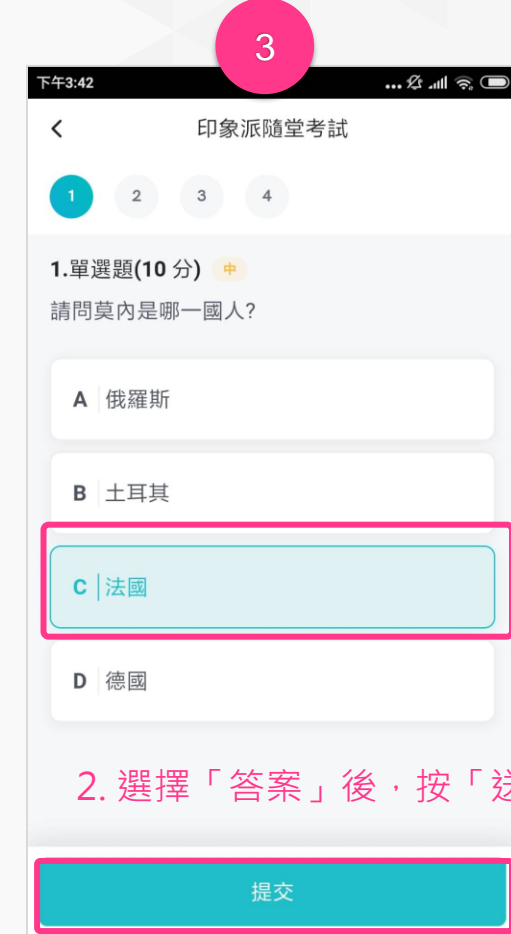 3
下午3:42
印象派隨堂考試
1 2 3 4
1.單選題(10 分) 中
請問莫內是哪一國人?
A 俄羅斯
B 土耳其
C 法國
D 德國
2. 選擇「答案」後，按「
提交